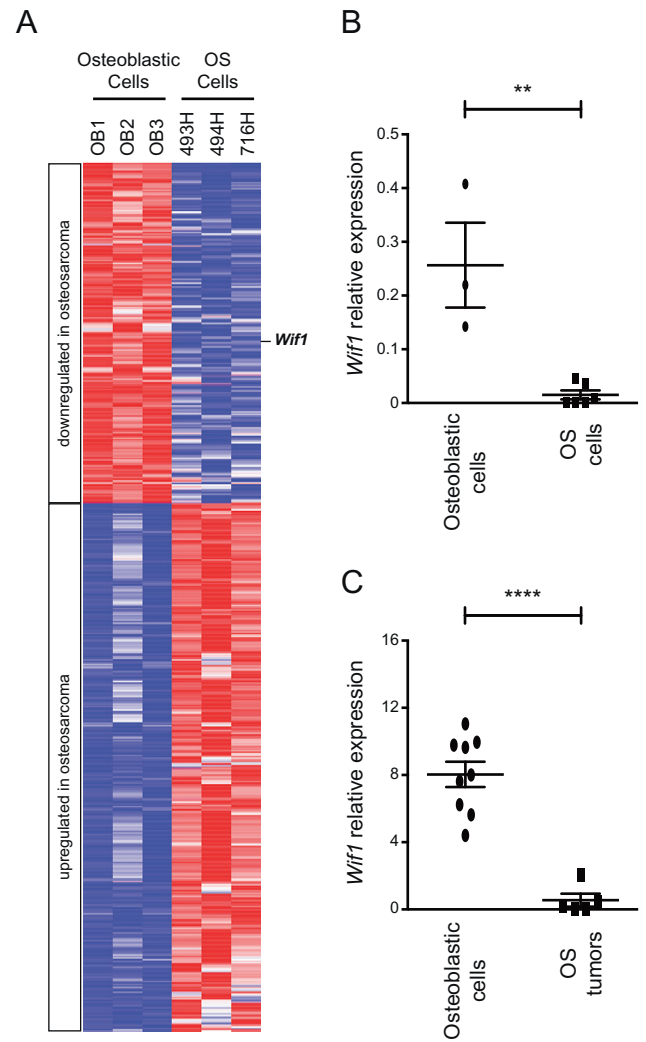 A
Osteoblastic
Cells
OS
Cells
OB1
OB2
OB3
493H
494H
716H
downregulated in osteosarcoma
Wif1
upregulated in osteosarcoma
B
**
Wif1 relative expression
0.5
0.4
0.3
0.2
0.1
0
Osteoblastic
cells
OS
cells
C
****
Wif1 relative expression
16
12
8
4
0
Osteoblastic
cells
OS
tumors